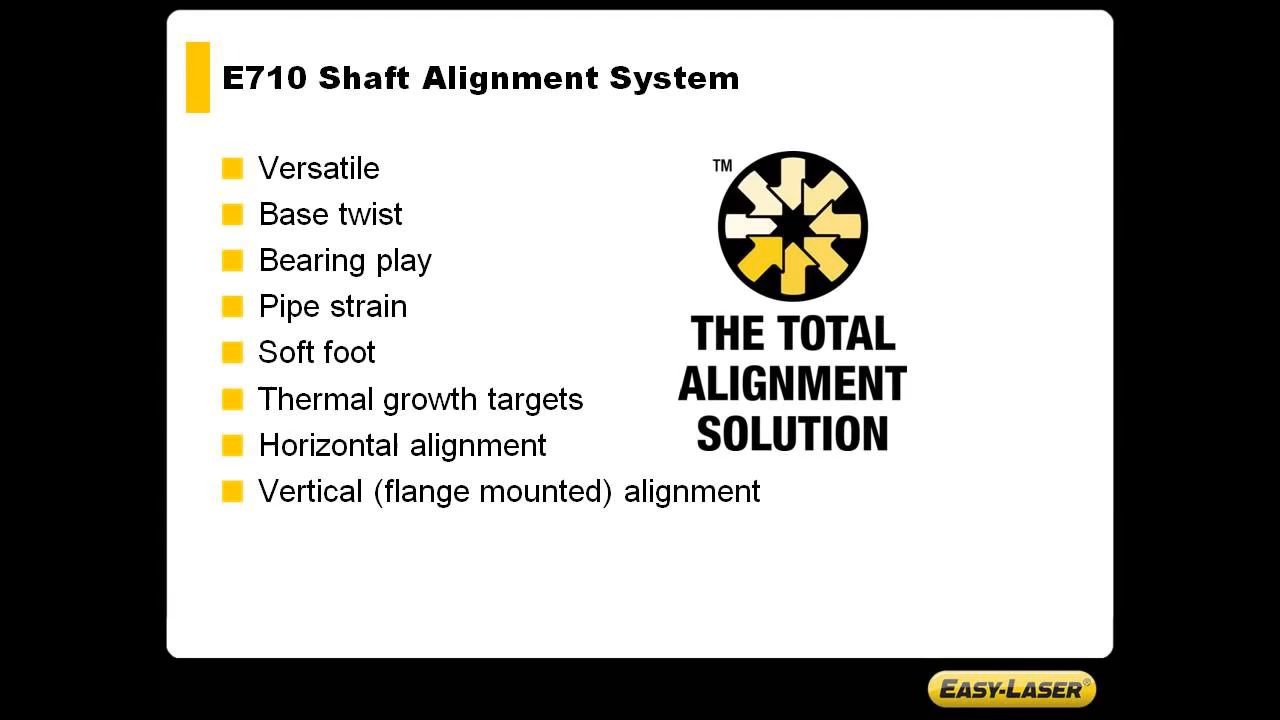 E710 Shaft Alignment System
Versatile
Base twist
Bearing play
Pipe strain
Soft foot
Thermal growth targets
Horizontal alignment
Vertical (flange mounted) alignment
TM
THE TOTAL
ALIGNMENT
SOLUTION
EASY-LASER®